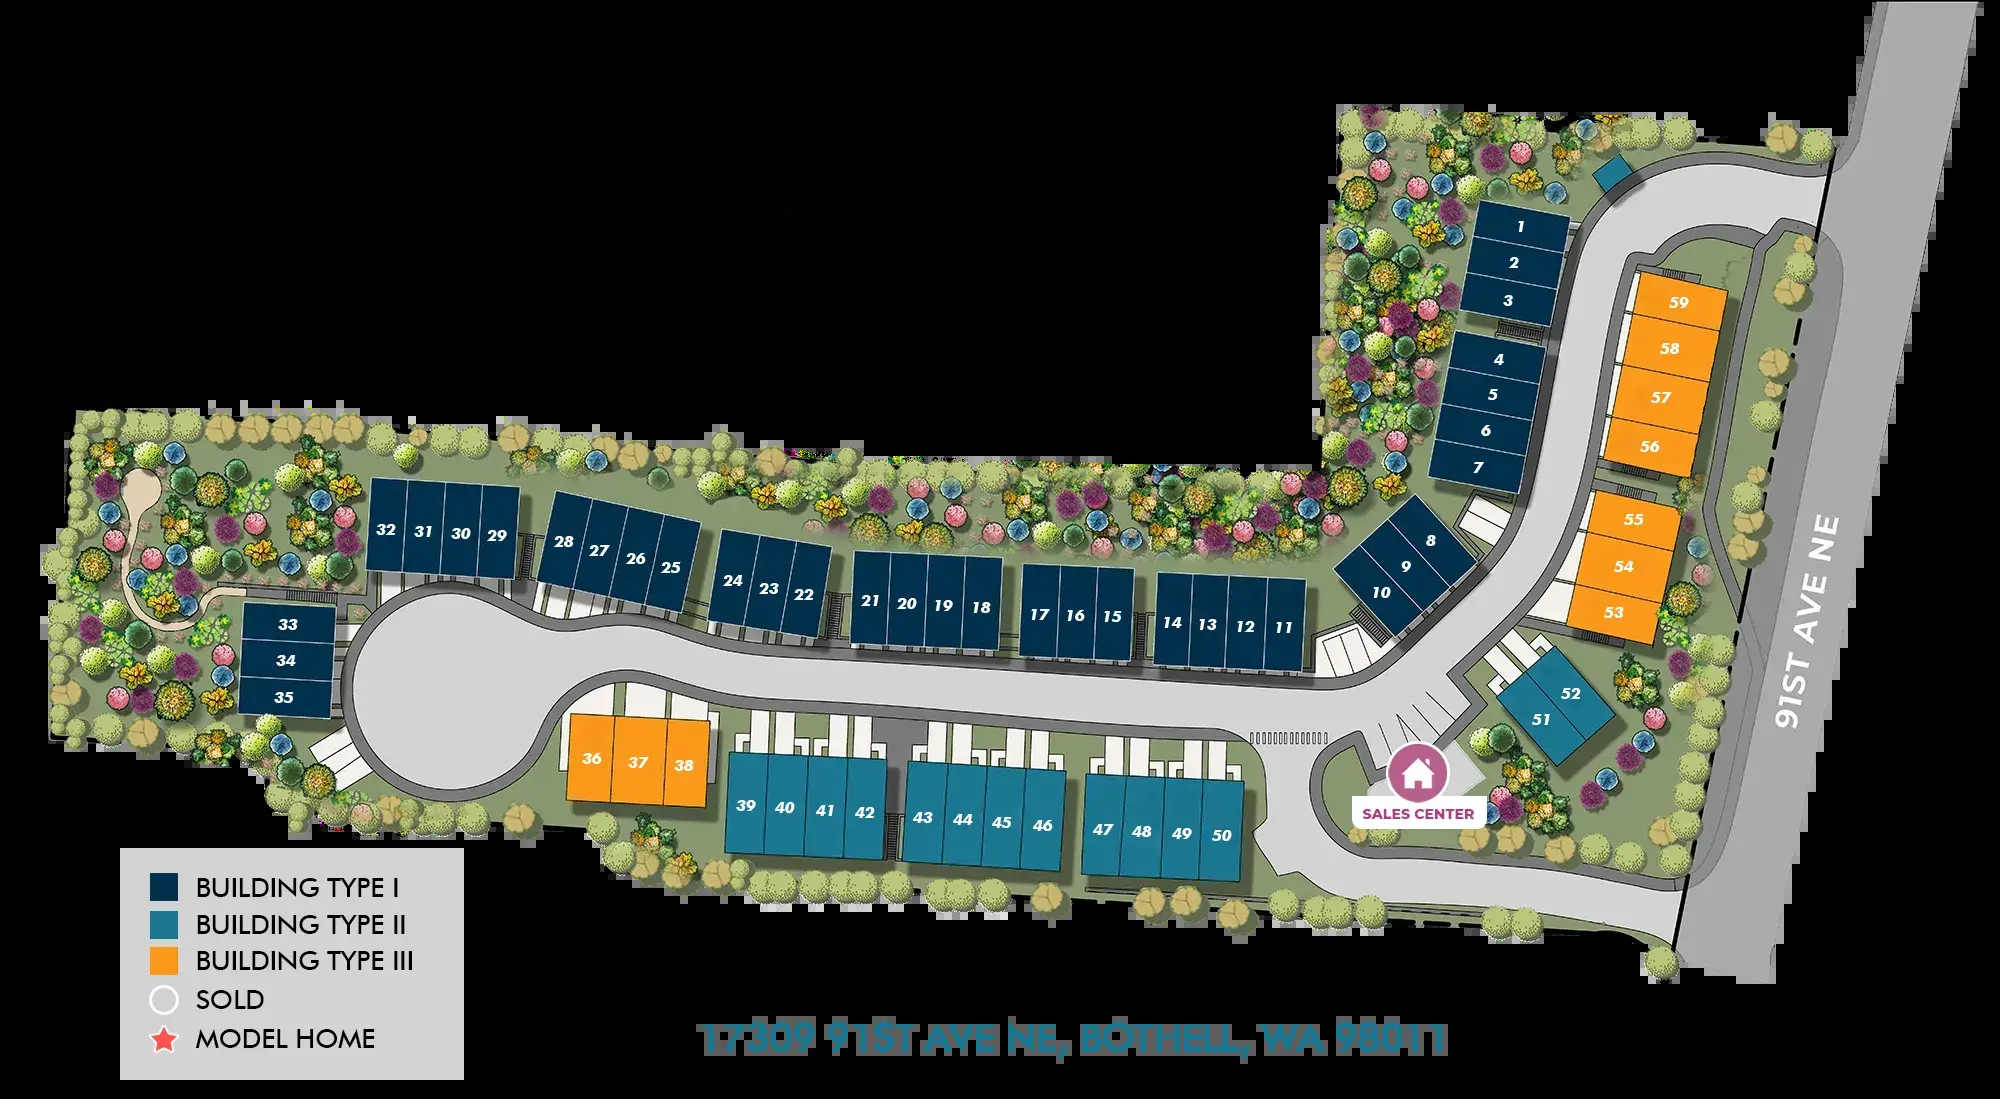 1
2
3
4
5
6
7
8
9
10
59
58
57
56
55
54
53
52
51
32 31 30 29
28 27 26 25
24 23 22
21 20 19 18
17 16 15
14 13 12 11
33
34
35
36 37 38
39 40 41 42
43 44 45 46
47 48 49 50
SALES CENTER
91ST AVE NE
BUILDING TYPE I
BUILDING TYPE II
BUILDING TYPE III
SOLD
MODEL HOME
17309 91ST AVE NE, BOTHELL, WA 98011